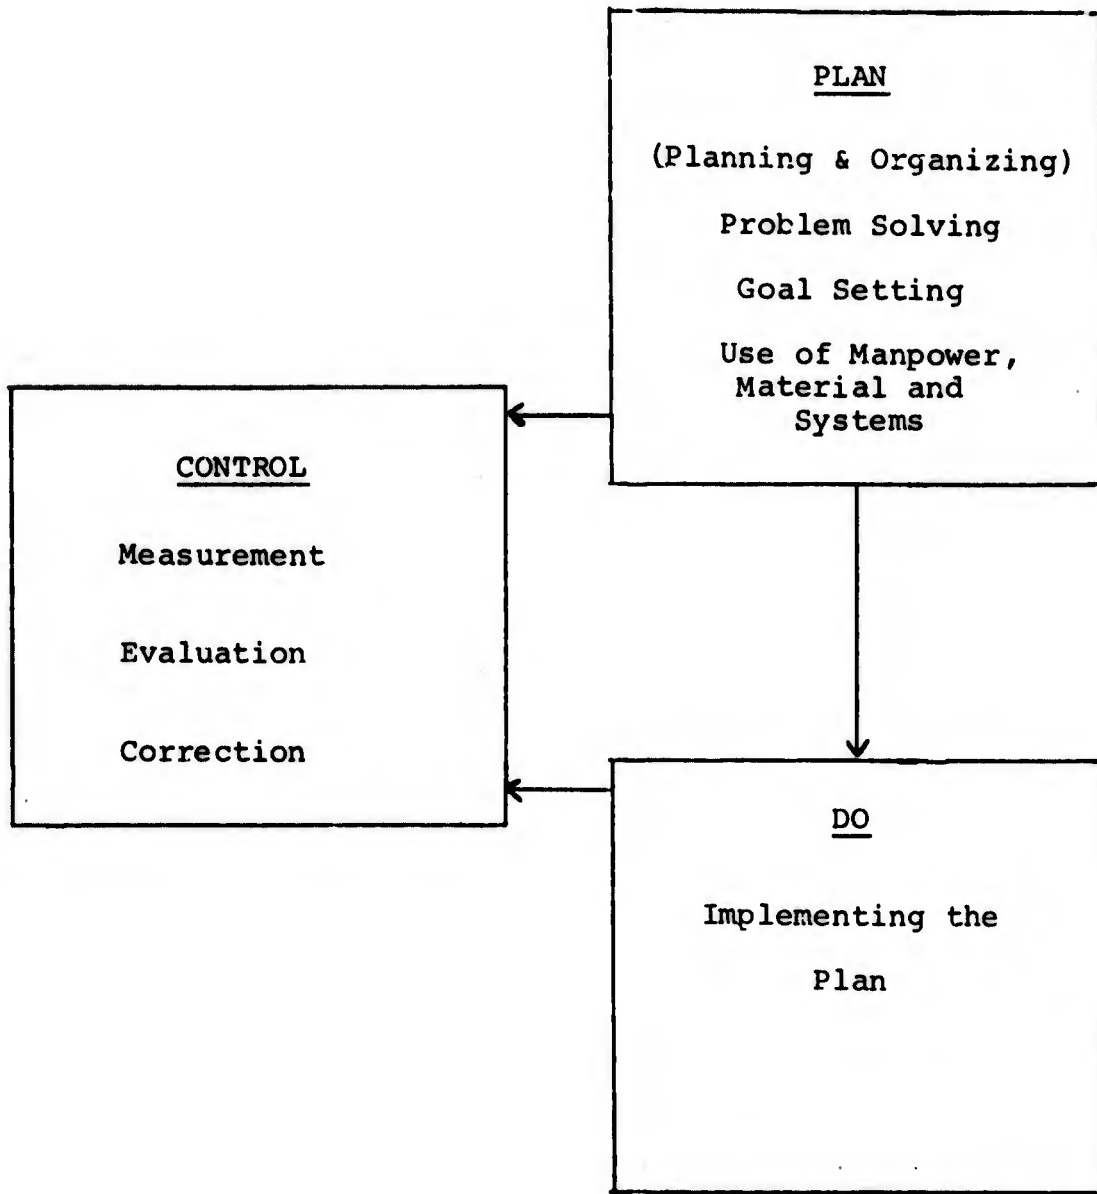 PLAN
(Planning & Organizing)
Problem Solving
Goal Setting
Use of Manpower,
Material and
Systems
CONTROL
Measurement
Evaluation
Correction
DO
Implementing the
Plan